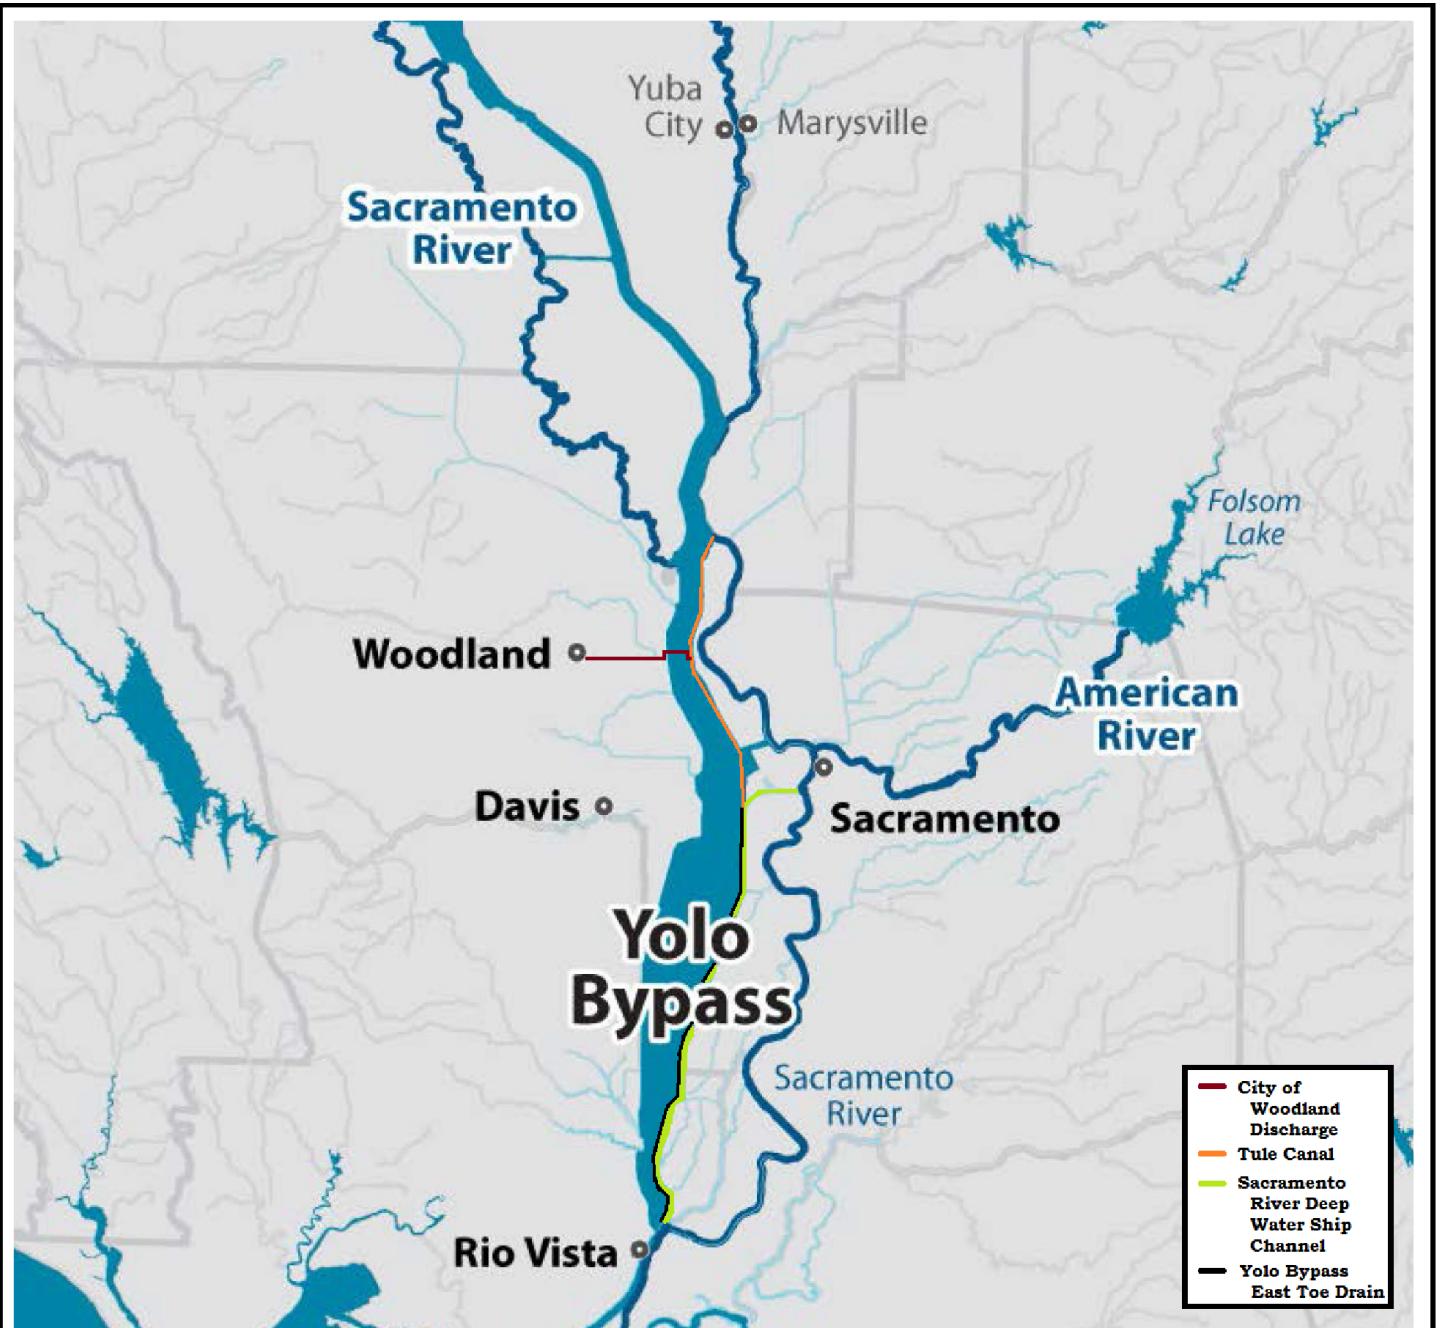 Yuba
City
Marysville
Sacramento
River
Folsom
Lake
Woodland
American
River
Davis
Sacramento
Yolo
Bypass
Sacramento
River
Rio Vista
City of
Woodland
Discharge
Tule Canal
Sacramento
River Deep
Water Ship
Channel
Yolo Bypass
East Toe Drain